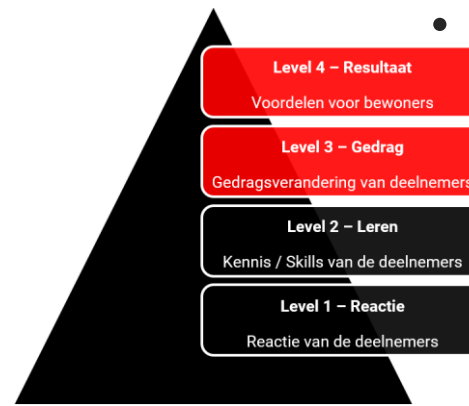 Level 4 – Resultaat
Voordelen voor bewoners
Level 3 – Gedrag
Gedragsverandering van deelnemers
Level 2 – Leren
Kennis / Skills van de deelnemers
Level 1 – Reactie
Reactie van de deelnemers